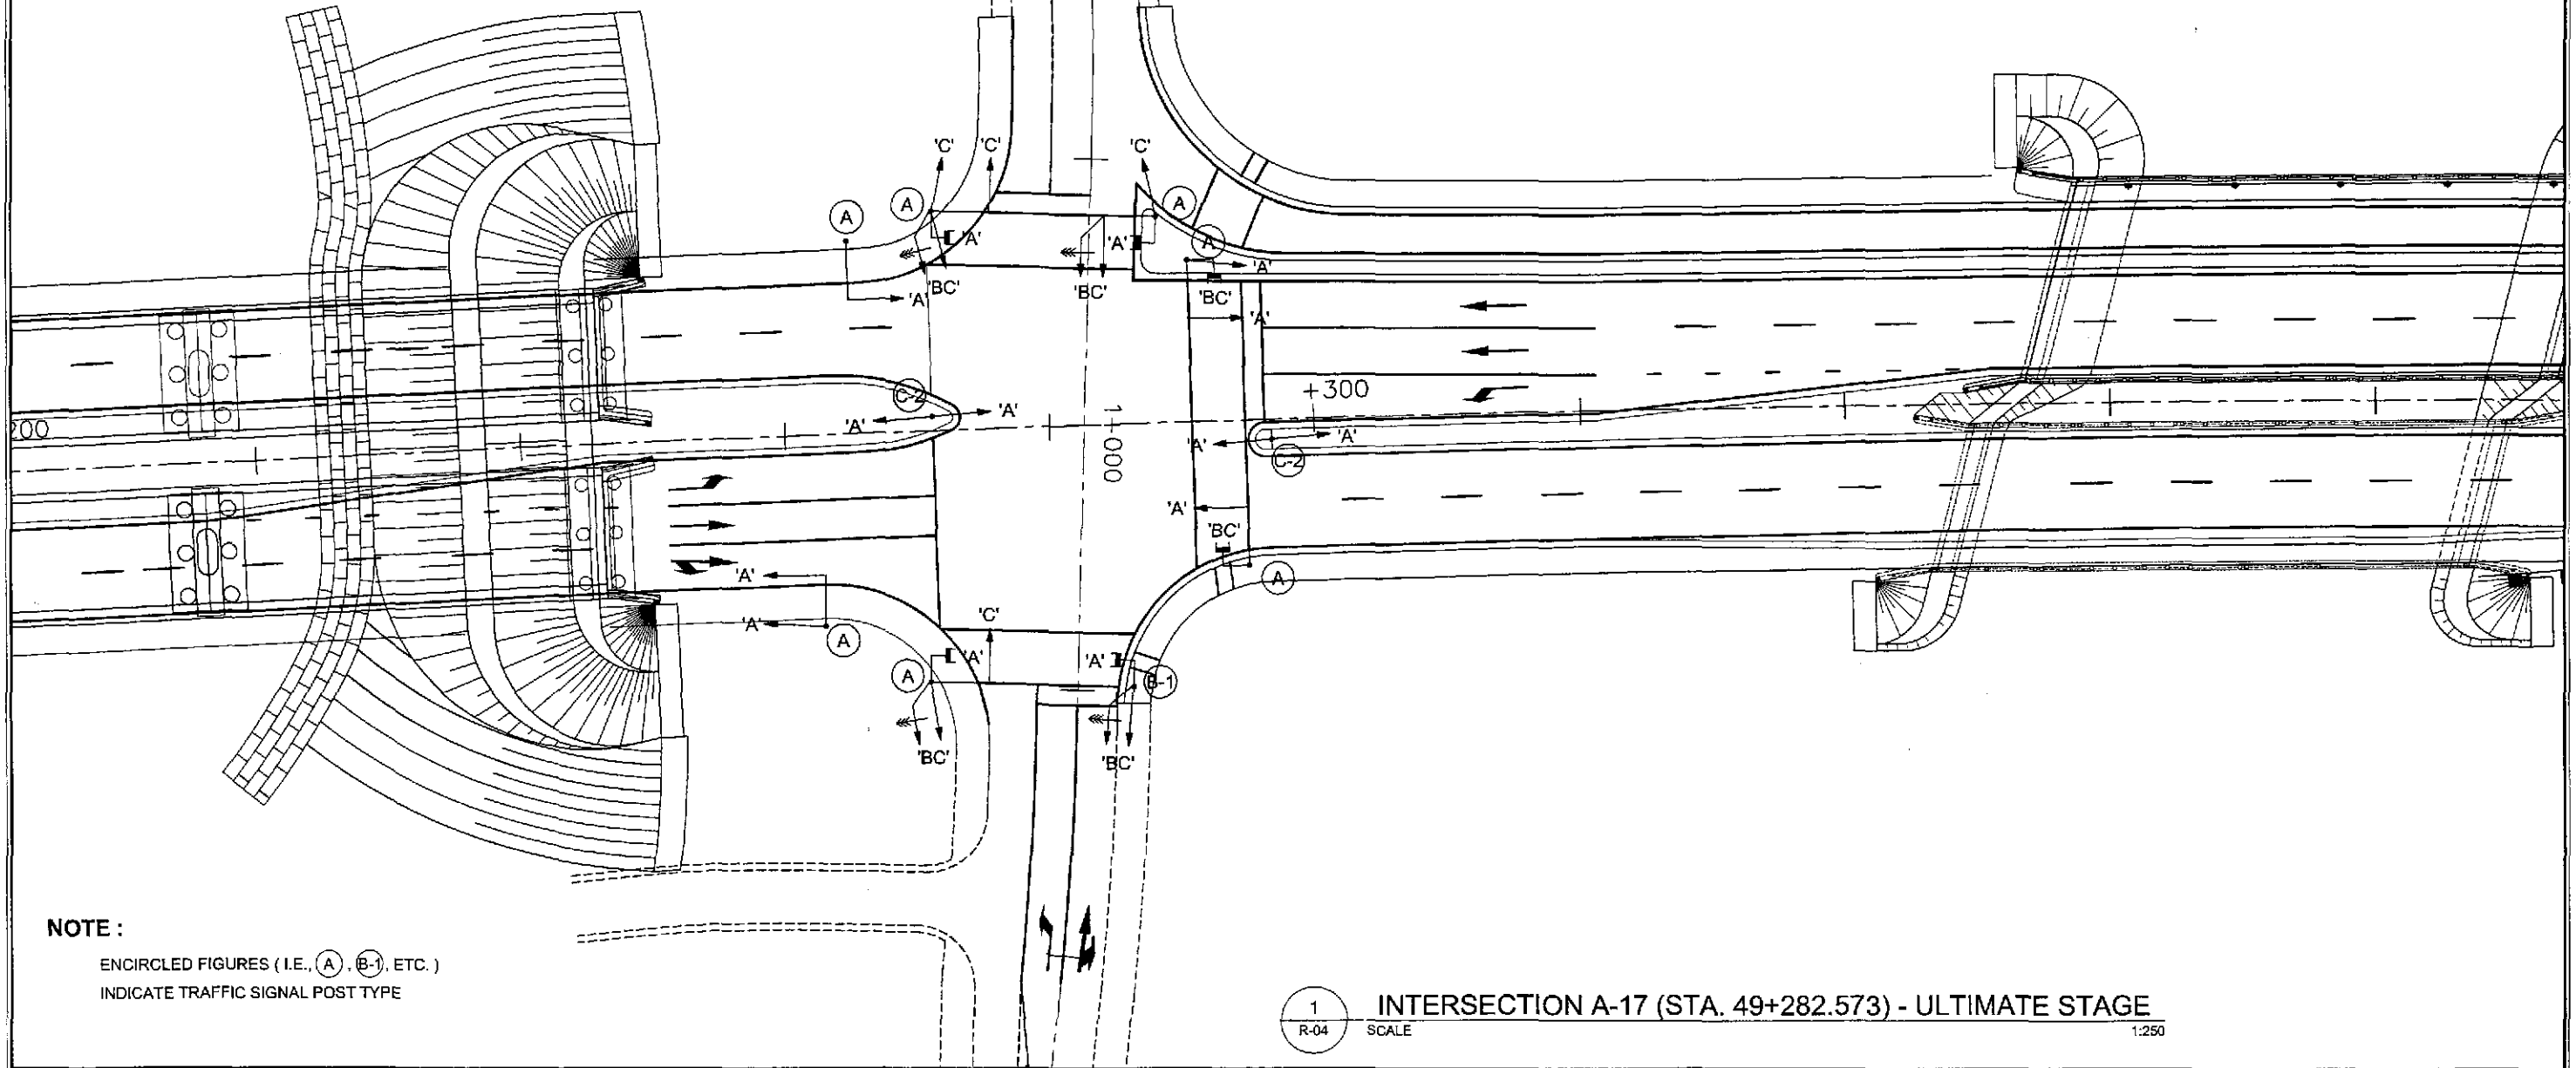 'C' 'C' 'C'
A A A
A
'A' 'A'
'A'
'BC' 'BC' 'BC'
'A'
'A'
+300
C-2 'A'
'A'
200
1+000
'A' 'A'
C-2
'A'
'BC'
'A'
A
'C'
'A' A
'A' 'A'
A B-1
'BC' 'BC'
NOTE :
ENCIRCLED FIGURES ( I.E., A , B-1, ETC. )
INDICATE TRAFFIC SIGNAL POST TYPE
1
R-04
INTERSECTION A-17 (STA. 49+282.573) - ULTIMATE STAGE
SCALE 1:250